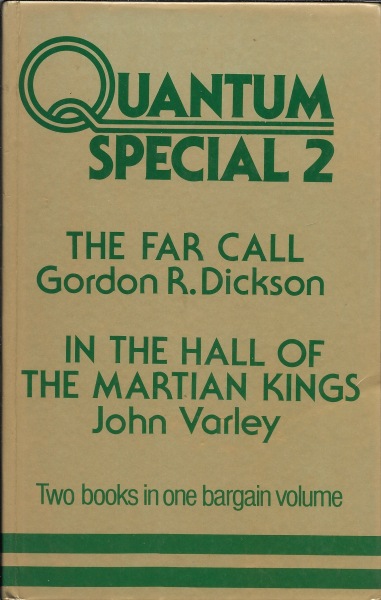 QUANTUM
SPECIAL 2
THE FAR CALL
Gordon R. Dickson
IN THE HALL OF
THE MARTIAN KINGS
John Varley
Two books in one bargain volume